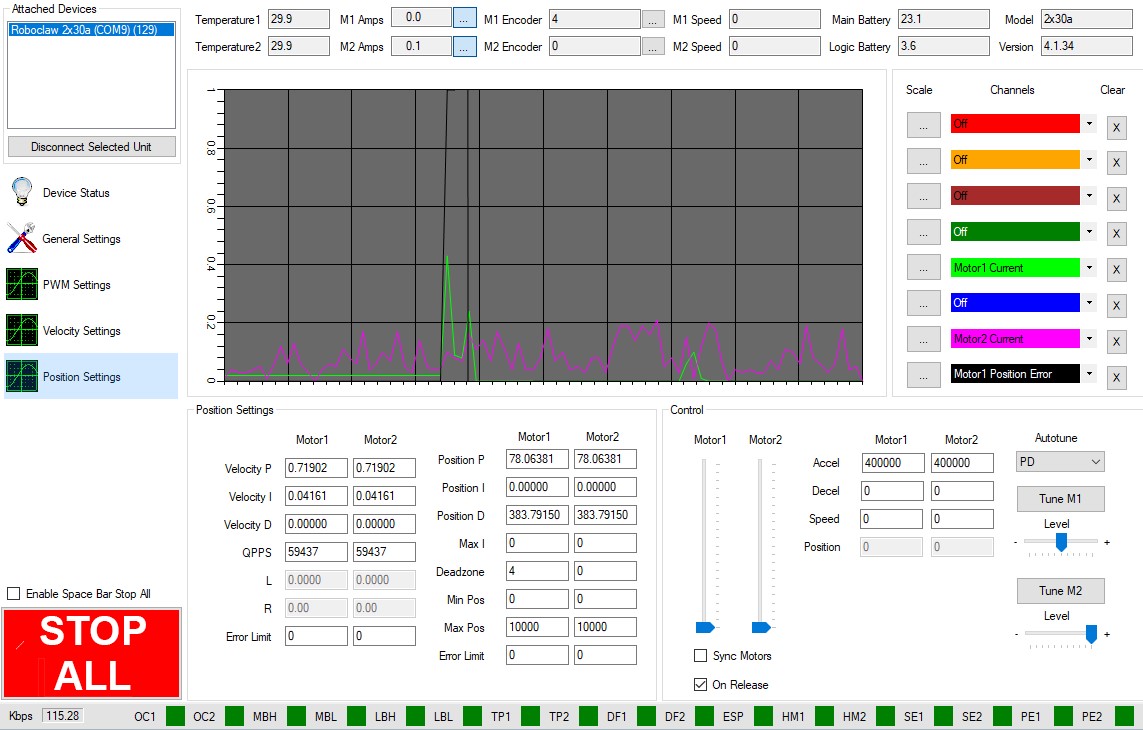 Attached Devices
Roboclaw 2x30a (COM9) (129)
Disconnect Selected Unit
Temperature1 29.9 M1 Amps 0.0 ... M1 Encoder 4 ... M1 Speed 0 Main Battery 23.1 Model 2x30a
Temperature2 29.9 M2 Amps 0.1 ... M2 Encoder 0 ... M2 Speed 0 Logic Battery 3.6 Version 4.1.34
Device Status
General Settings
PWM Settings
Velocity Settings
Position Settings
1
0.8
0.6
0.4
0.2
0
Scale Channels Clear
... Off X
... Off X
... Off X
... Off X
... Motor1 Current X
... Off X
... Motor2 Current X
... Motor1 Position Error X
Position Settings
Motor1 Motor2
Velocity P 0.71902 0.71902
Velocity I 0.04161 0.04161
Velocity D 0.00000 0.00000
QPPS 59437 59437
L 0.0000 0.0000
R 0.00 0.00
Error Limit 0 0
Motor1 Motor2
Position P 78.06381 78.06381
Position I 0.00000 0.00000
Position D 383.79150 383.79150
Max I 0 0
Deadzone 4 0
Min Pos 0 0
Max Pos 10000 10000
Error Limit 0 0
Control
Motor1 Motor2
Sync Motors
On Release
Motor1 Motor2
Accel 400000 400000
Decel 0 0
Speed 0 0
Position 0 0
Autotune
PD
Tune M1
Level
- +
Tune M2
Level
- +
Enable Space Bar Stop All
STOP
ALL
Kbps 115.28 OC1 OC2 MBH MBL LBH LBL TP1 TP2 DF1 DF2 ESP HM1 HM2 SE1 SE2 PE1 PE2